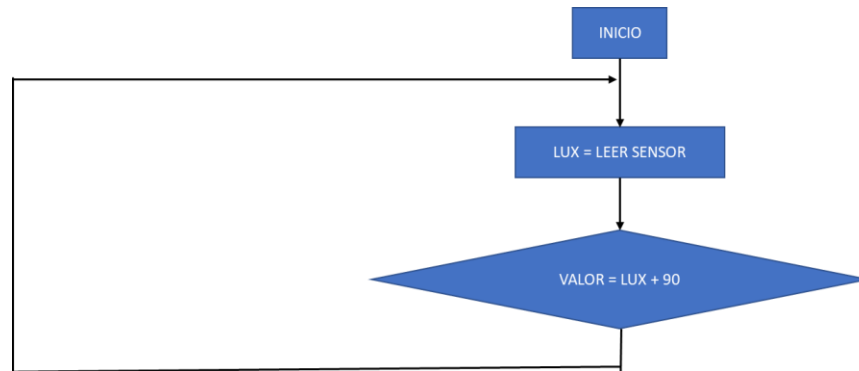 INICIO
LUX = LEER SENSOR
VALOR = LUX + 90